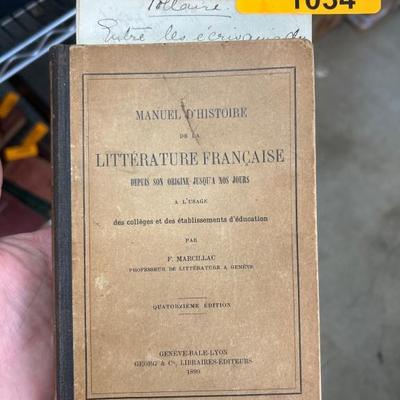 1054
Voltaire.
Entre les écrivains du
MANUEL D'HISTOIRE
DE LA
LITTÉRATURE FRANÇAISE
DEPUIS SON ORIGINE JUSQU'A NOS JOURS
A L'USAGE
des collèges et des établissements d'éducation
PAR
F. MARCILLAC
PROFESSEUR DE LITTÉRATURE A GENÈVE
QUATORZIÈME ÉDITION
GENÈVE-BALE-LYON
GEORG & Cº, LIBRAIRES-ÉDITEURS
1899